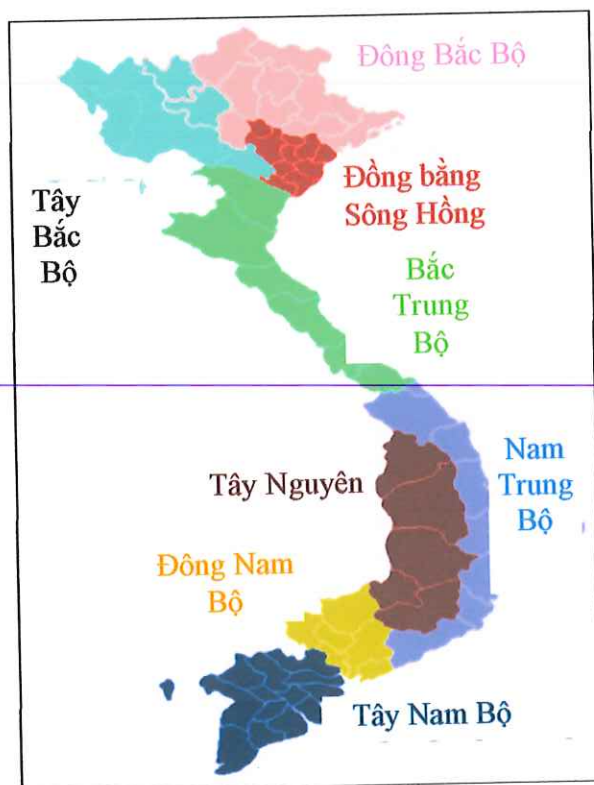 Đông Bắc Bộ
Đồng bằng
Sông Hồng
Tây
Bắc
Bộ
Bắc
Trung
Bộ
Tây Nguyên
Nam
Trung
Bộ
Đông Nam
Bộ
Tây Nam Bộ